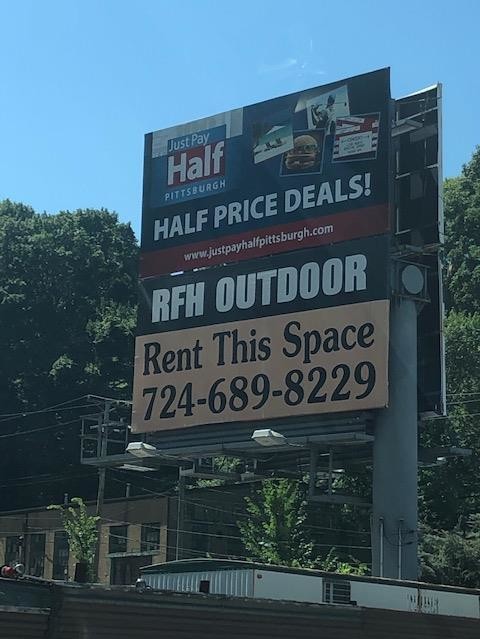 Just Pay
Half
PITTSBURGH
HALF PRICE DEALS!
www.justpayhalfpittsburgh.com
RFH OUTDOOR
Rent This Space
724-689-8229